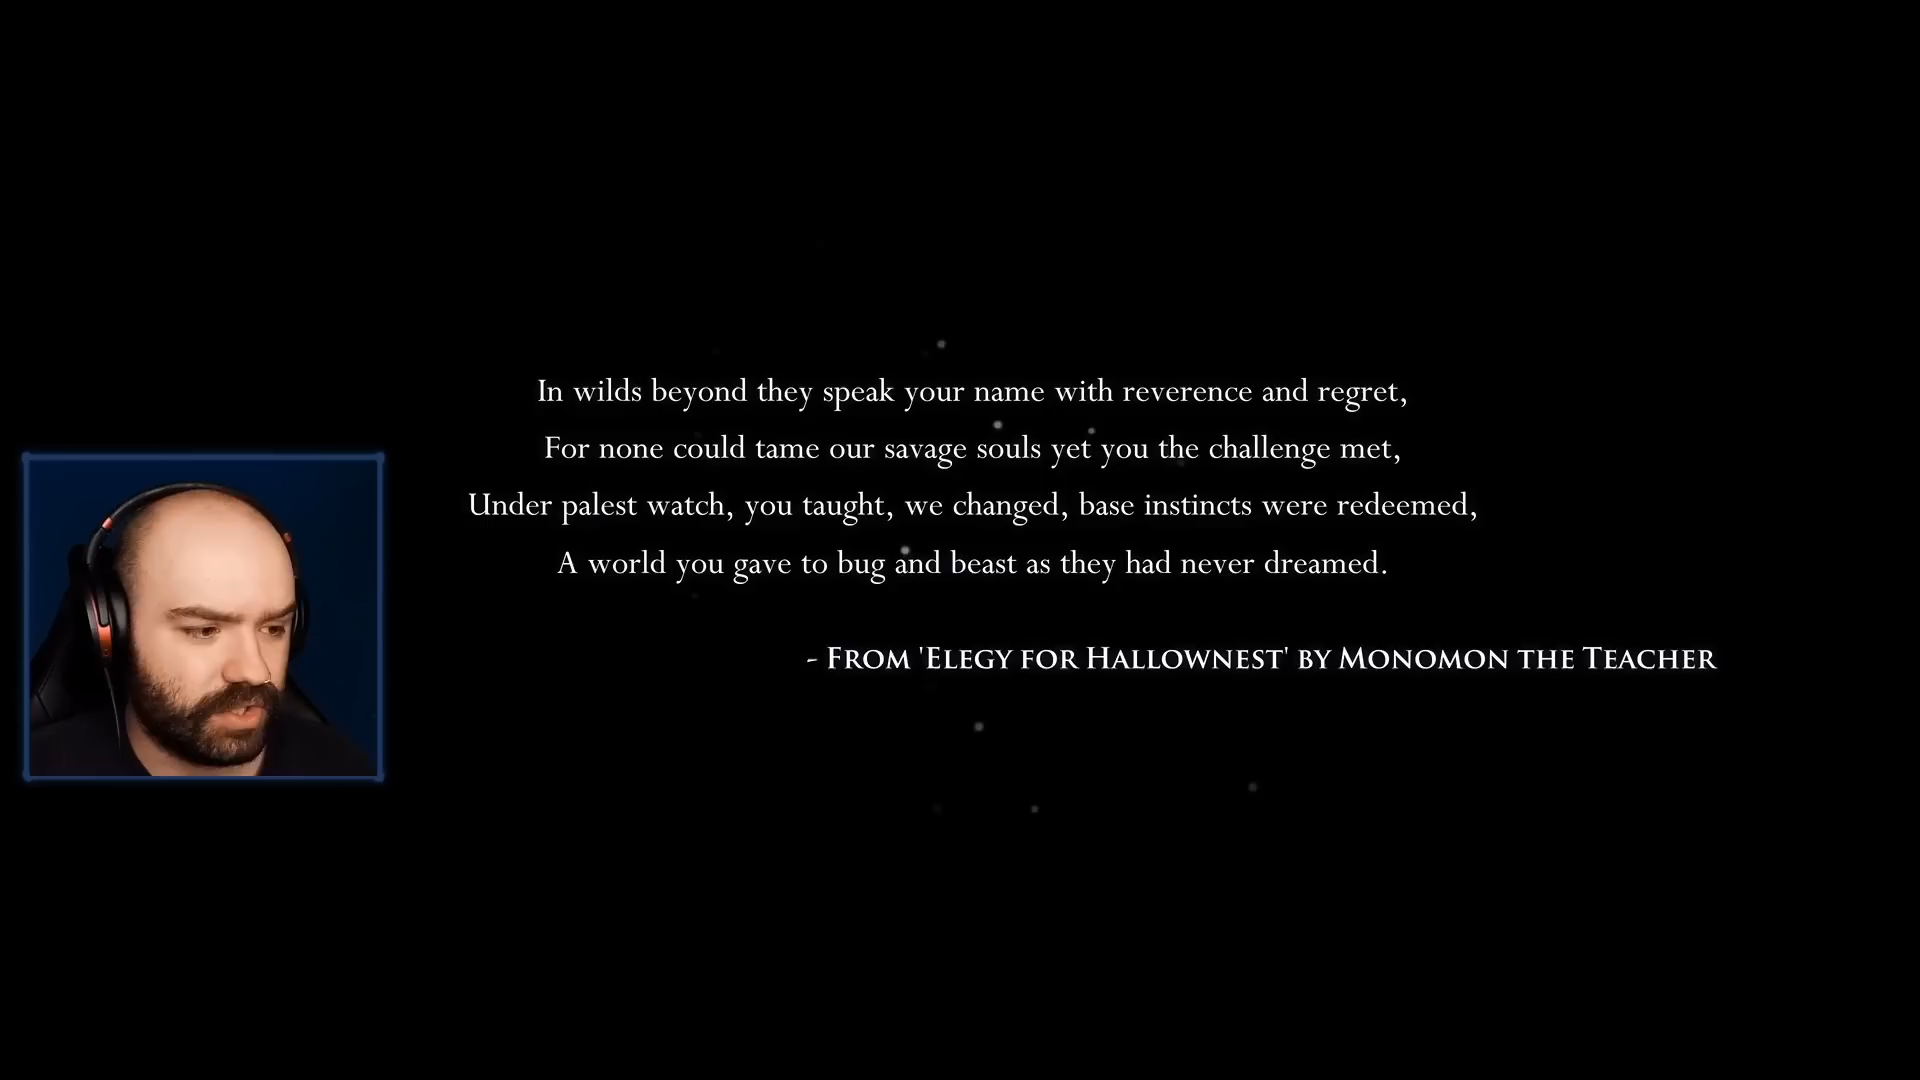 In wilds beyond they speak your name with reverence and regret,
For none could tame our savage souls yet you the challenge met,
Under palest watch, you taught, we changed, base instincts were redeemed,
A world you gave to bug and beast as they had never dreamed.
- From 'Elegy for Hallownest' by Monomon the Teacher